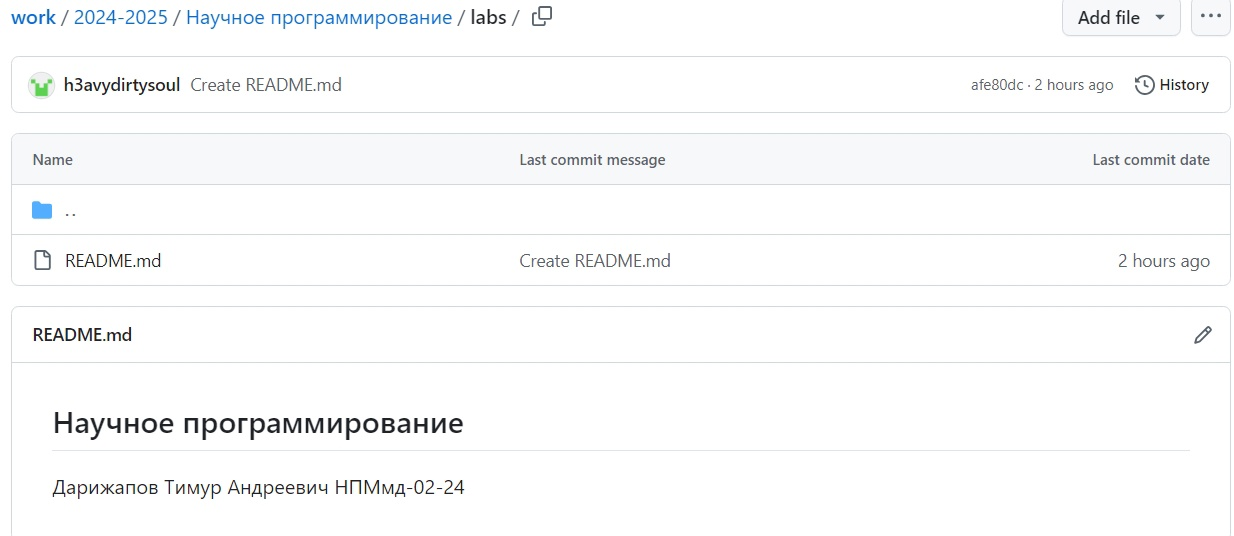 work / 2024-2025 / Научное программирование / labs /
Add file
h3avydirtysoul Create README.md
afe80dc · 2 hours ago
History
Name Last commit message Last commit date
..
README.md Create README.md 2 hours ago
README.md
Научное программирование
Дарижапов Тимур Андреевич НПМмд-02-24